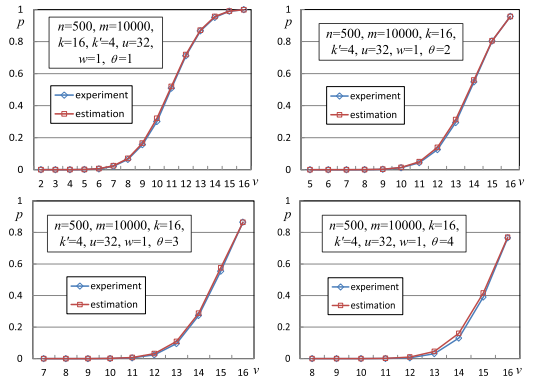 p
n=500, m=10000,
k=16, k'=4, u=32,
w=1, θ=1
experiment
estimation
1
0.8
0.6
0.4
0.2
0
2 3 4 5 6 7 8 9 10 11 12 13 14 15 16 v
p
n=500, m=10000, k=16,
k'=4, u=32, w=1, θ=2
experiment
estimation
1
0.8
0.6
0.4
0.2
0
5 6 7 8 9 10 11 12 13 14 15 16 v
p
n=500, m=10000, k=16,
k'=4, u=32, w=1, θ=3
experiment
estimation
1
0.8
0.6
0.4
0.2
0
7 8 9 10 11 12 13 14 15 16 v
p
n=500, m=10000, k=16,
k'=4, u=32, w=1, θ=4
experiment
estimation
1
0.8
0.6
0.4
0.2
0
8 9 10 11 12 13 14 15 16 v